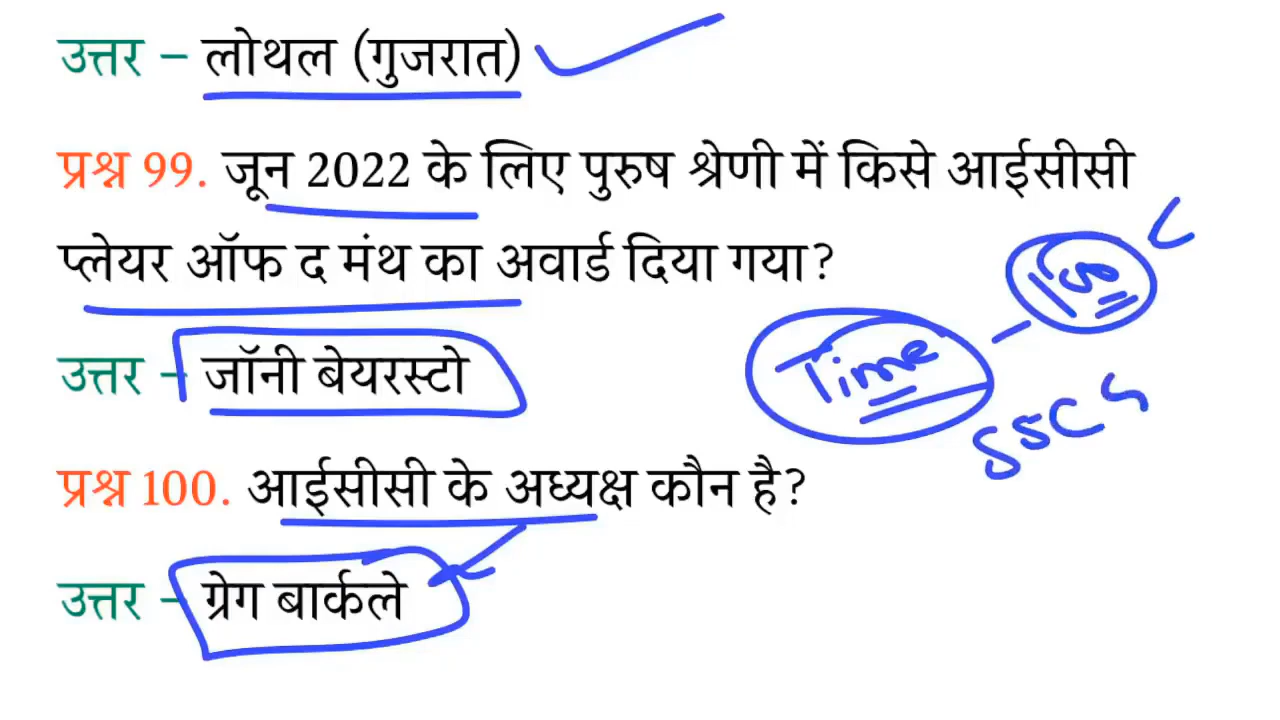 उत्तर – लोथल (गुजरात)
प्रश्न 99. जून 2022 के लिए पुरुष श्रेणी में किसे आईसीसी
प्लेयर ऑफ द मंथ का अवार्ड दिया गया?
उत्तर – जॉनी बेयरस्टो
Time
प्रश्न 100. आईसीसी के अध्यक्ष कौन है?
उत्तर – ग्रेग बार्कले